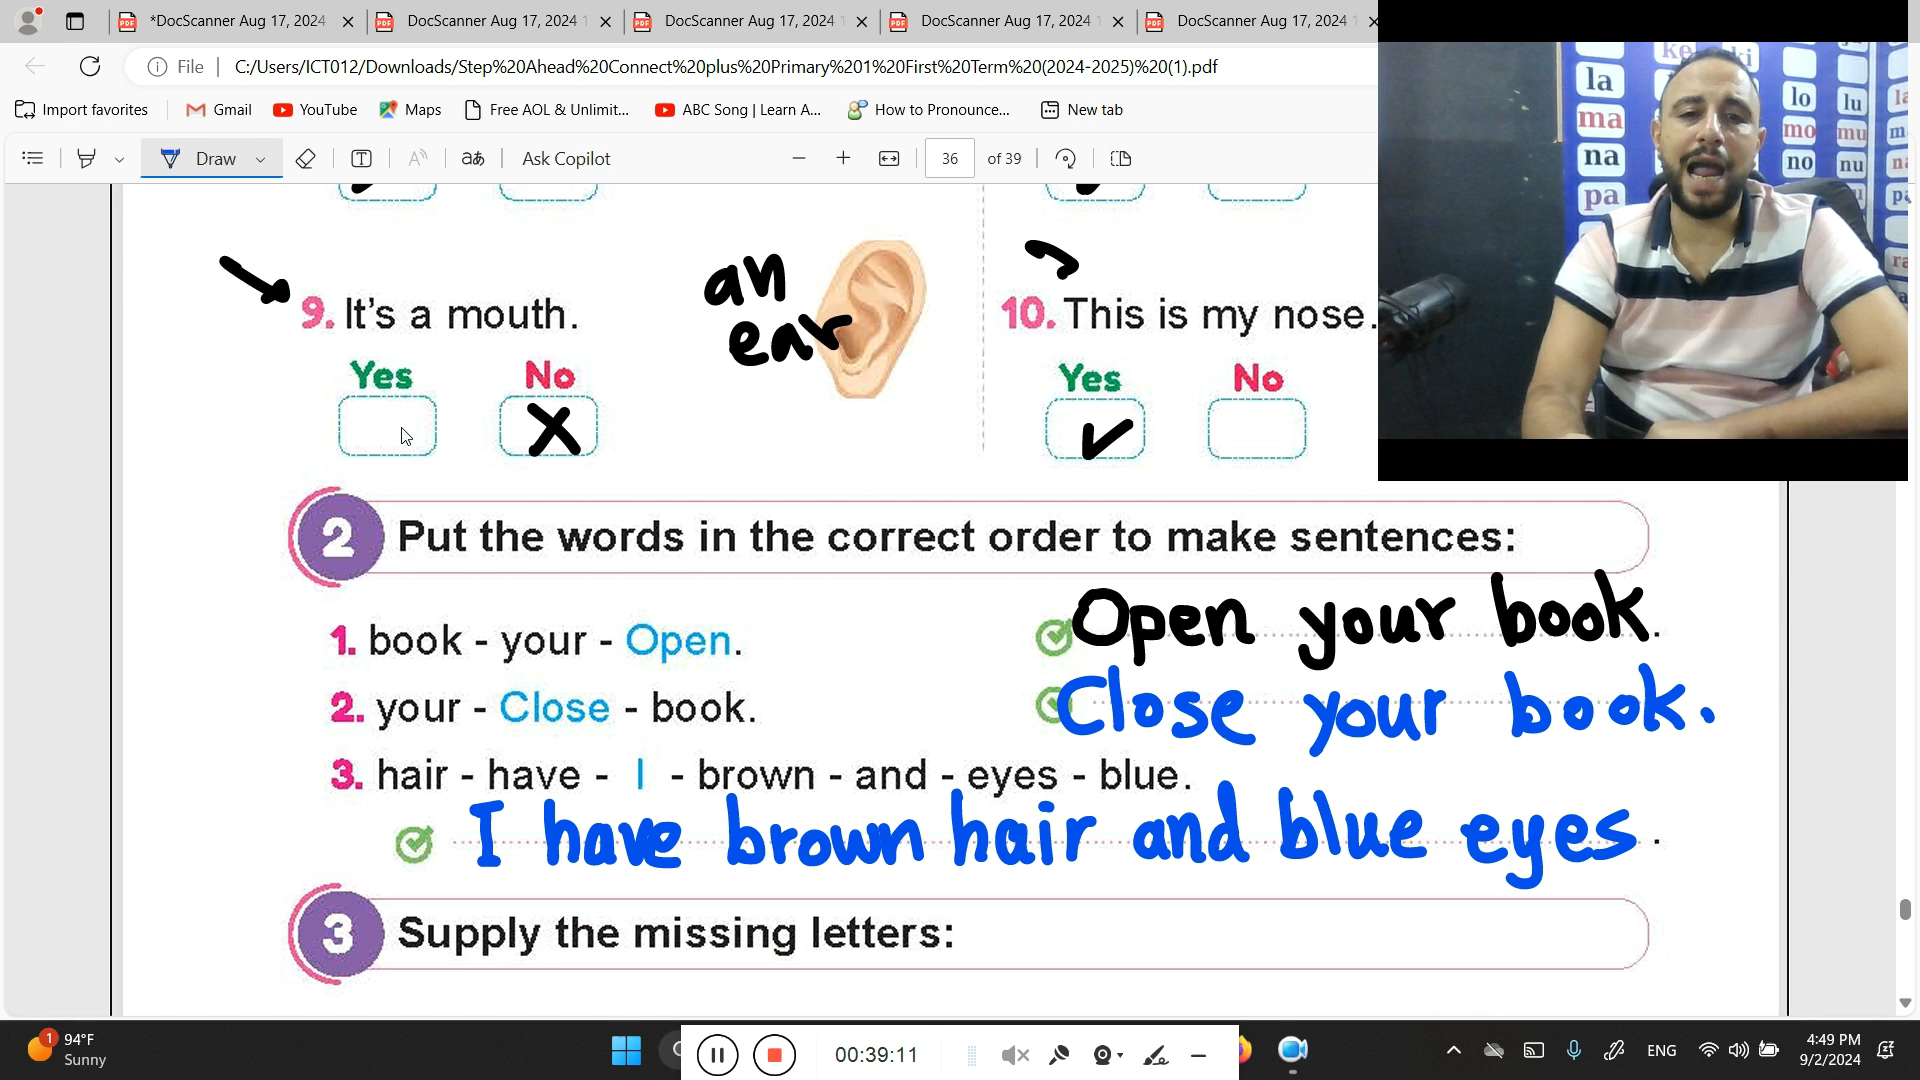 *DocScanner Aug 17, 2024
DocScanner Aug 17, 2024 1
DocScanner Aug 17, 2024
DocScanner Aug 17, 2024
DocScanner Aug 17, 2024 1
File
C:/Users/ICT012/Downloads/Step%20Ahead%20Connect%20plus%20Primary%201%20First%20Term%20(2024-2025)%20(1).pdf
Import favorites
Gmail
YouTube
Maps
Free AOL & Unlimit...
ABC Song | Learn A...
How to Pronounce...
New tab
Draw
Ask Copilot
36 of 39
ke ki
la lo lu
ma mo mu
na no nu
pa
an
ear
9. It's a mouth.
10. This is my nose.
Yes No
Yes No
2 Put the words in the correct order to make sentences:
1. book - your - Open.
Open your book.
2. your - Close - book.
Close your book.
3. hair - have - I - brown - and - eyes - blue.
I have brown hair and blue eyes.
3 Supply the missing letters:
1
94°F
Sunny
00:39:11
ENG
4:49 PM
9/2/2024